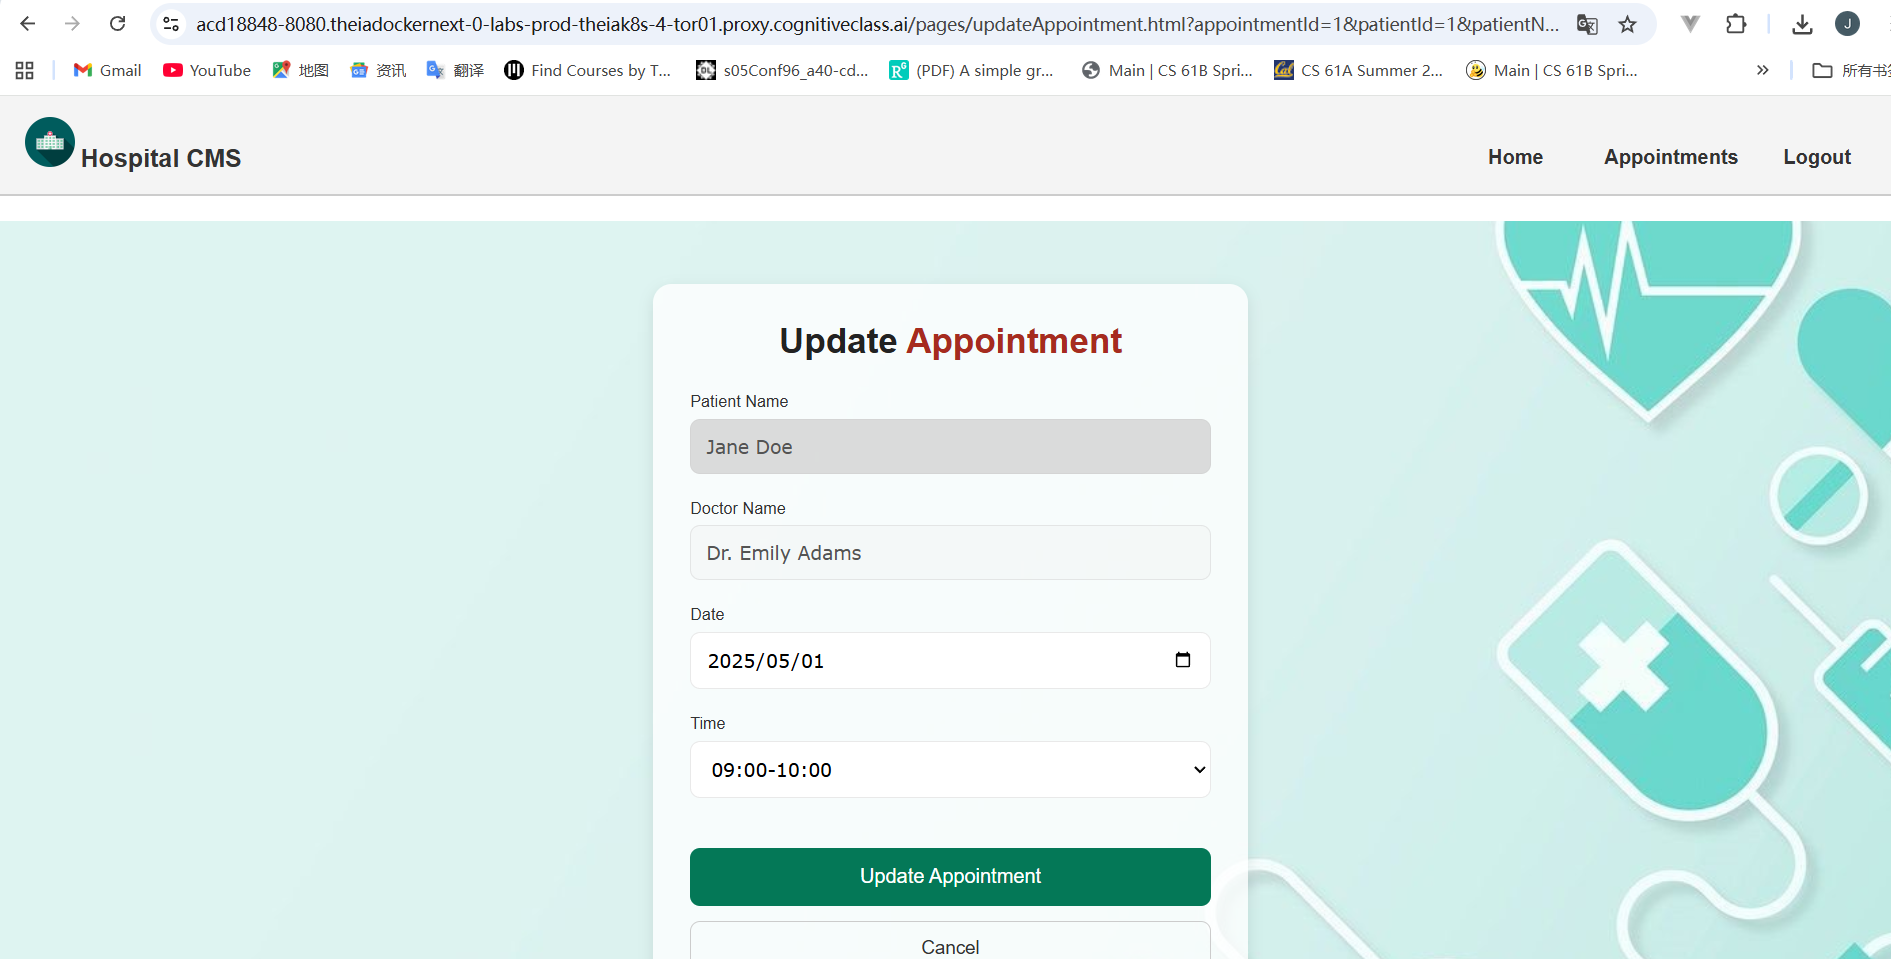 acd18848-8080.theiadockernext-0-labs-prod-theiak8s-4-tor01.proxy.cognitiveclass.ai/pages/updateAppointment.html?appointmentId=1&patientId=1&patientN... J
Gmail YouTube 地图 资讯 翻译 Find Courses by T... s05Conf96_a40-cd... (PDF) A simple gr... Main | CS 61B Spri... CS 61A Summer 2... Main | CS 61B Spri... » 所有书签
Hospital CMS Home Appointments Logout
Update Appointment
Patient Name
Jane Doe
Doctor Name
Dr. Emily Adams
Date
2025/05/01
Time
09:00-10:00
Update Appointment
Cancel